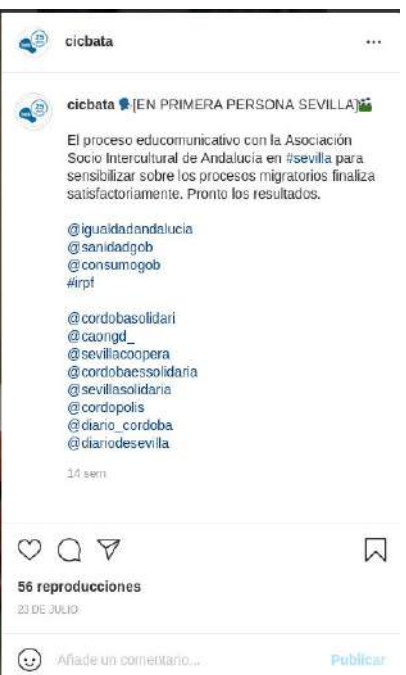 cicbata
cicbata 🗣[EN PRIMERA PERSONA SEVILLA]🎬
El proceso educomunicativo con la Asociación
Socio Intercultural de Andalucía en #sevilla para
sensibilizar sobre los procesos migratorios finaliza
satisfactoriamente. Pronto los resultados.
@igualdadandalucia
@sanidadgob
@consumogob
#irpf
@cordobasolidari
@caongd_
@sevillacoopera
@cordobaessolidaria
@sevillasolidaria
@cordopolis
@diario_cordoba
@diariodesevilla
14 sem
56 reproducciones
23 DE JULIO
Añade un comentario...
Publicar